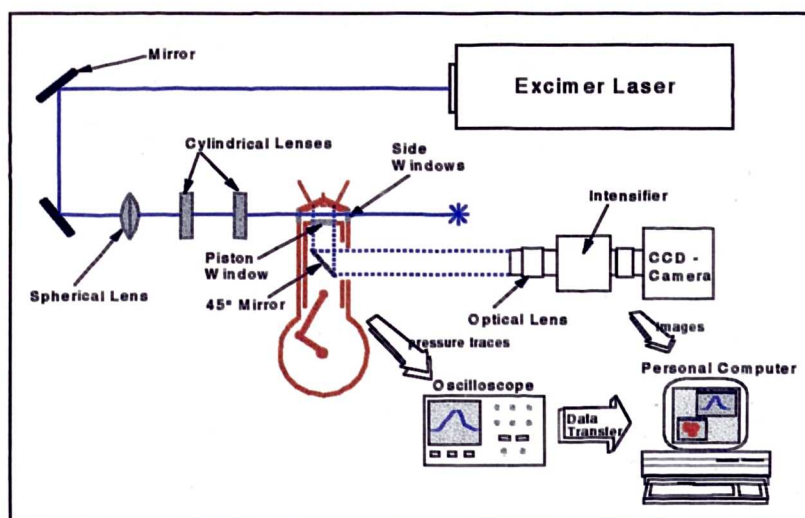 Mirror
Excimer Laser
Cylindrical Lenses
Side
Windows
Intensifier
Piston
Window
CCD -
Camera
Spherical Lens
45° Mirror
Optical Lens
Images
pressure traces
Personal Computer
Oscilloscope
Data
Transfer